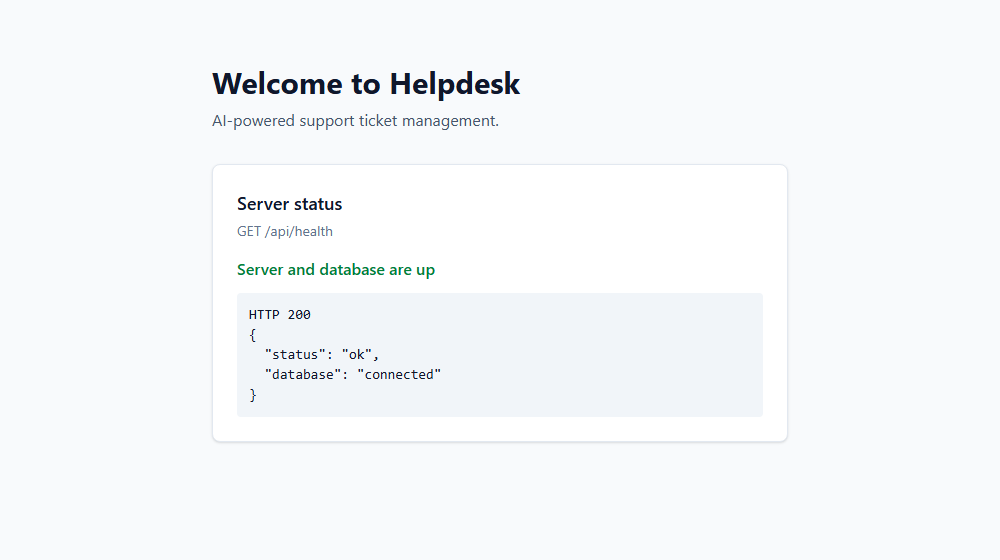 Welcome to Helpdesk
AI-powered support ticket management.
Server status
GET /api/health
Server and database are up
HTTP 200
{
  "status": "ok",
  "database": "connected"
}